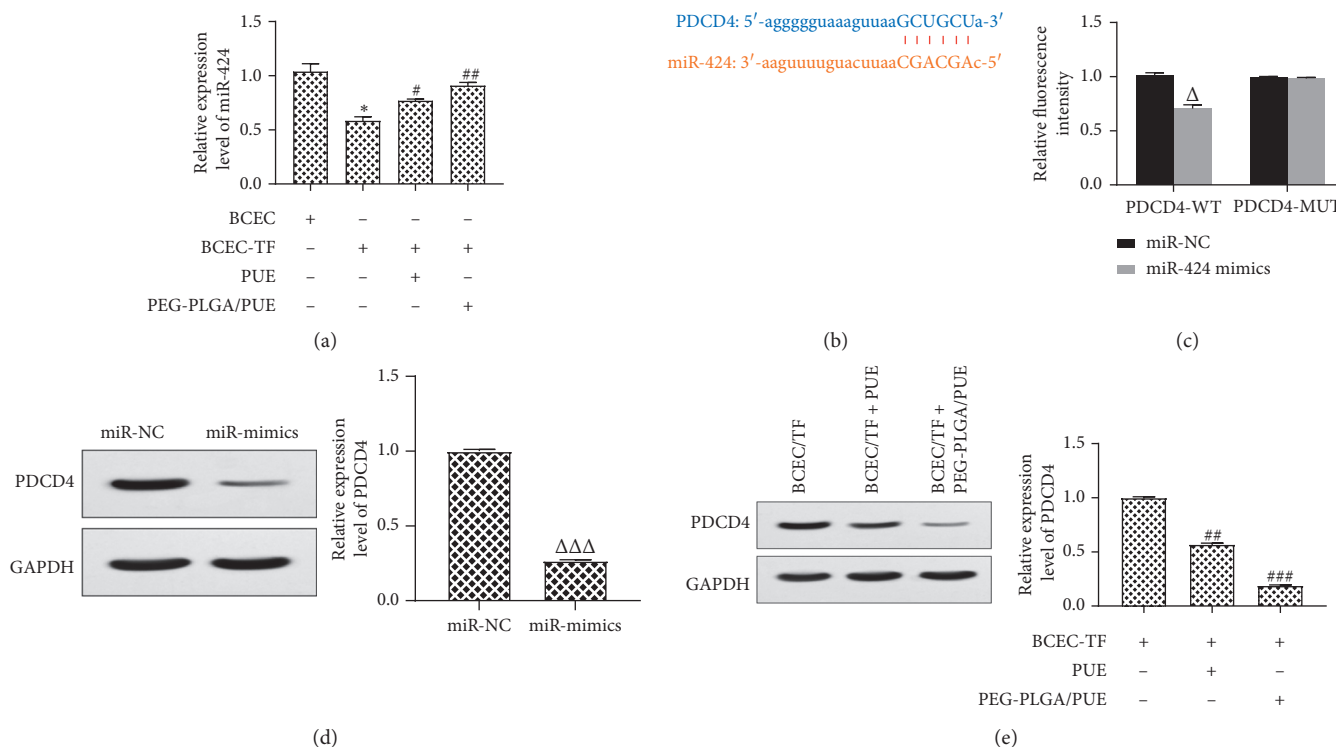 1.5
1.0
0.5
0.0
Relative expression
level of miR-424
*
#
##
BCEC + – – –
BCEC-TF – + + +
PUE – – + –
PEG-PLGA/PUE – – – +
(a)
PDCD4: 5′-agggguaaaguuaaGCUGCUa-3′
miR-424: 3′-aaguuuuguacuuaaCGACGAc-5′
(b)
1.5
1.0
0.5
0.0
Relative fluorescence
intensity
Δ
PDCD4-WT PDCD4-MUT
miR-NC
miR-424 mimics
(c)
miR-NC miR-mimics
PDCD4
GAPDH
1.5
1.0
0.5
0.0
Relative expression
level of PDCD4
ΔΔΔ
miR-NC miR-mimics
(d)
BCEC/TF
BCEC/TF + PUE
BCEC/TF +
PEG-PLGA/PUE
PDCD4
GAPDH
1.5
1.0
0.5
0.0
Relative expression
level of PDCD4
##
###
BCEC-TF + + +
PUE – + –
PEG-PLGA/PUE – – +
(e)